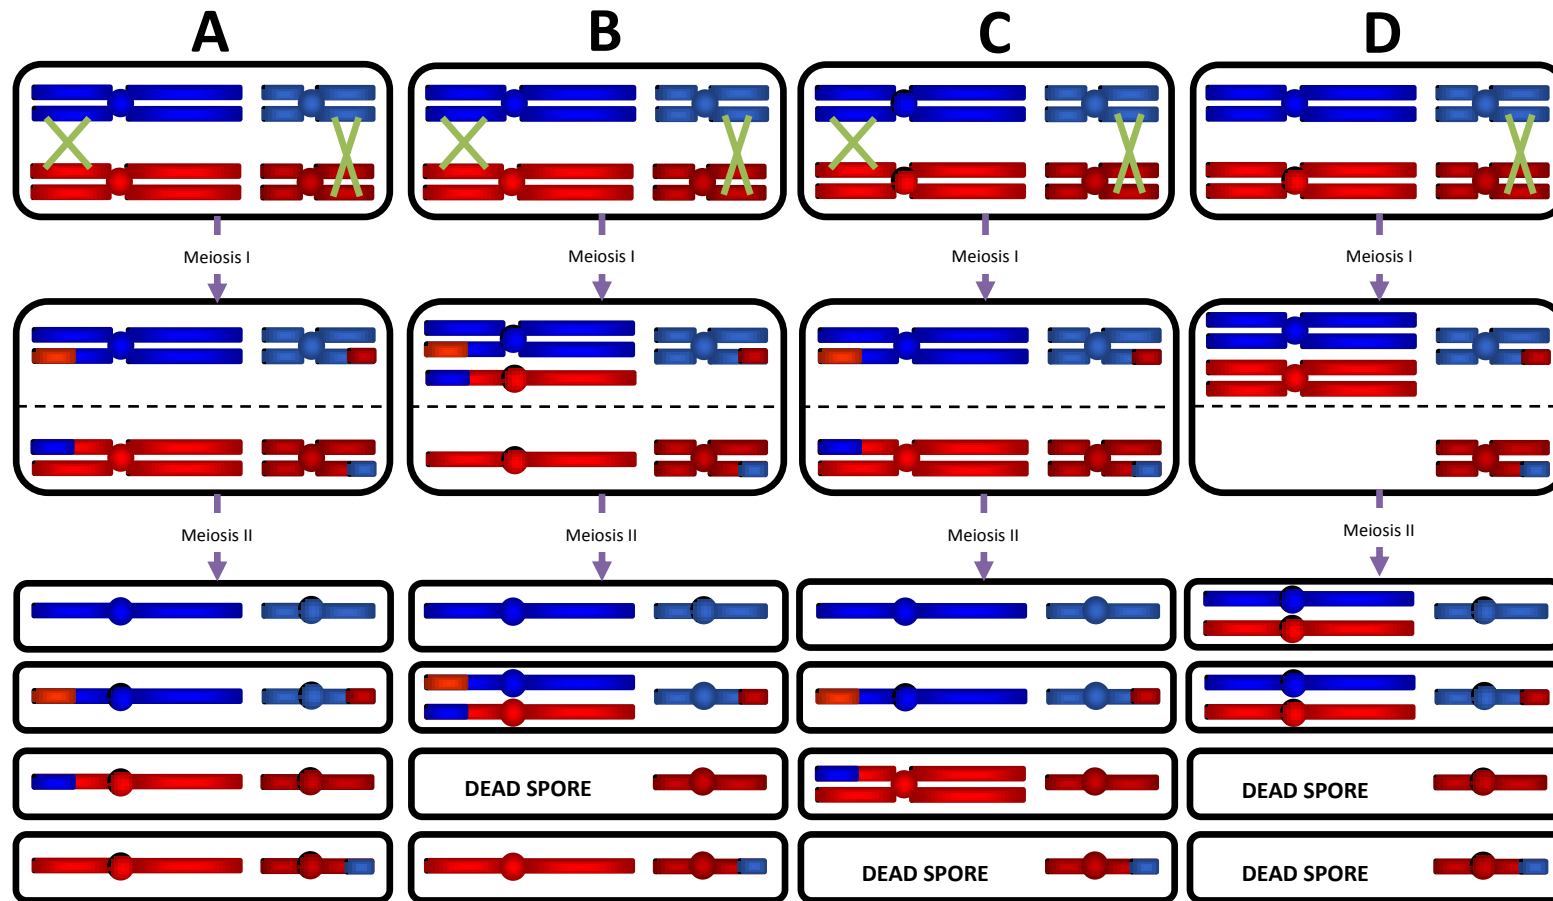 A B C D
Meiosis I Meiosis I Meiosis I Meiosis I
Meiosis II Meiosis II Meiosis II Meiosis II
DEAD SPORE DEAD SPORE
DEAD SPORE DEAD SPORE